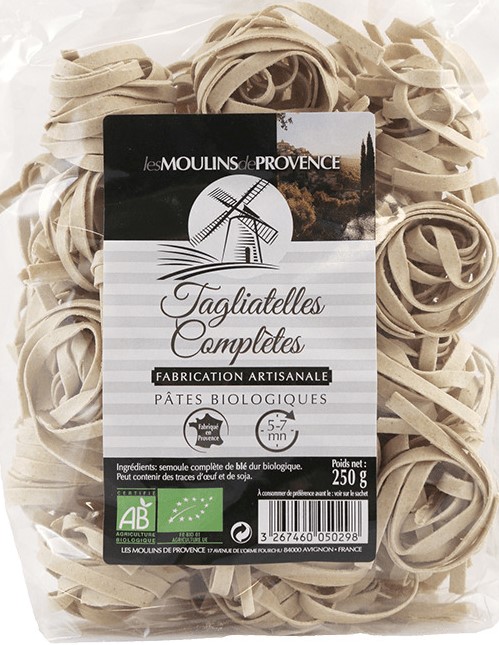 les MOULINS de PROVENCE
Tagliatelles
Complètes
FABRICATION ARTISANALE
PÂTES BIOLOGIQUES
Fabriqué
en
Provence
5-7
mn
Ingrédients: semoule complète de blé dur biologique.
Peut contenir des traces d'œuf et de soja.
Poids net :
250 g
A consommer de préférence avant le : voir sur le sachet
CERTIFIÉ
AB
AGRICULTURE
BIOLOGIQUE
FR-BIO-01
AGRICULTURE UE
3 267460 050298
LES MOULINS DE PROVENCE 17 AVENUE DE L'ORME FOURCHU 84000 AVIGNON - FRANCE